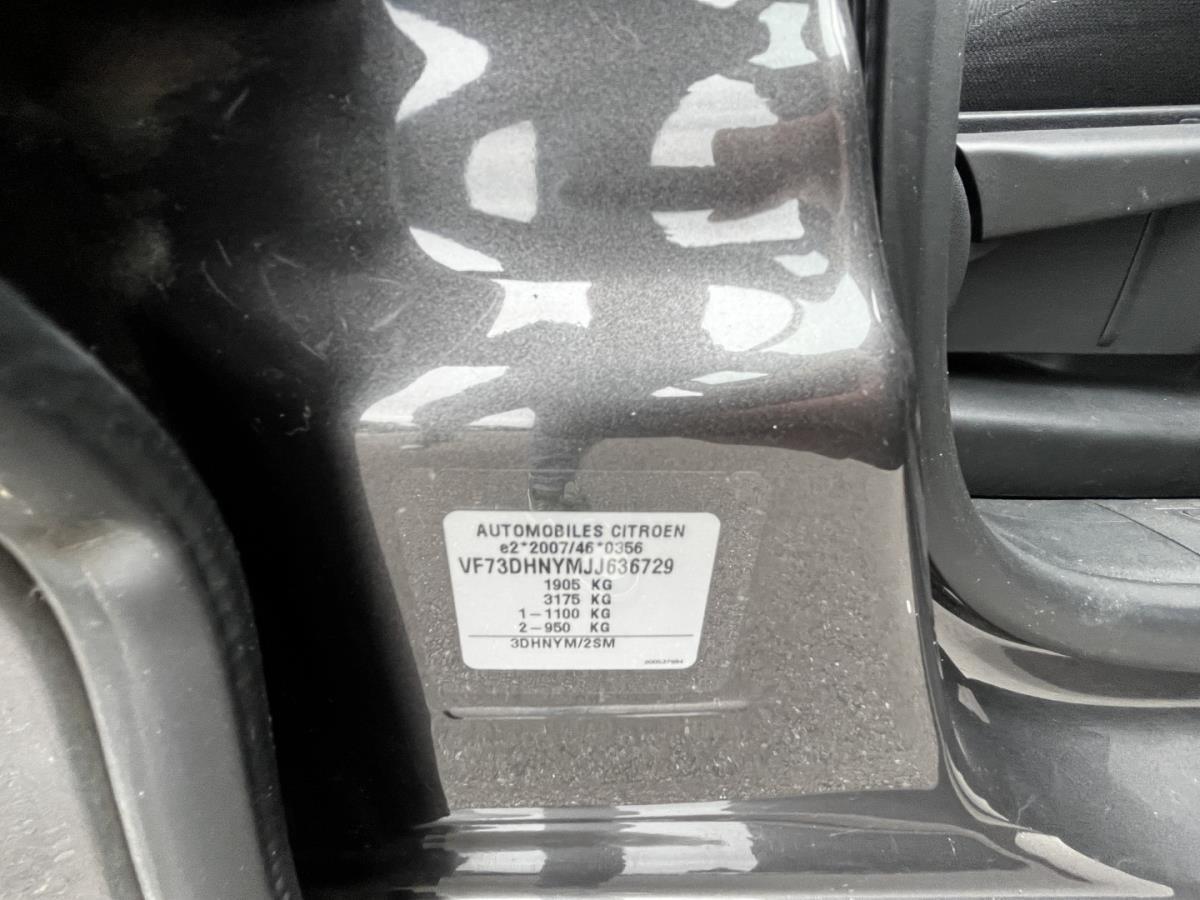 AUTOMOBILES CITROEN
e2*2007/46*0356
VF73DHNYMJJ636729
1905 KG
3175 KG
1-1100 KG
2-950 KG
3DHNYM/2SM